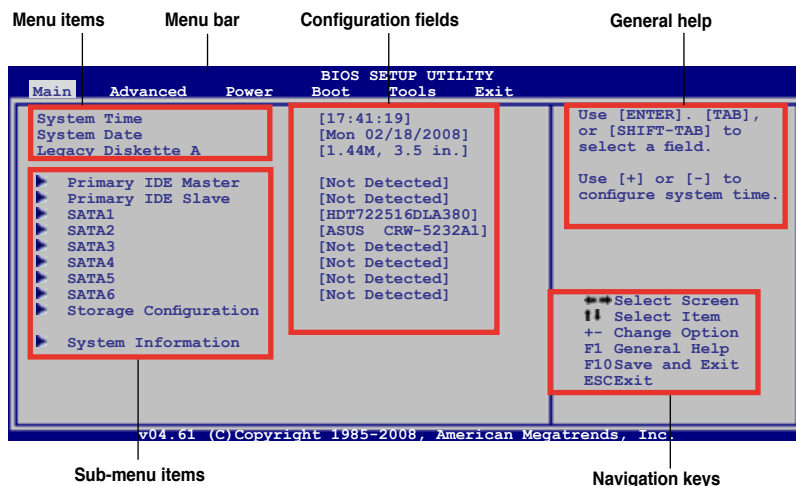 Menu items Menu bar Configuration fields General help
BIOS SETUP UTILITY
Main Advanced Power Boot Tools Exit
System Time [17:41:19]
System Date [Mon 02/18/2008]
Legacy Diskette A [1.44M, 3.5 in.]
Primary IDE Master [Not Detected]
Primary IDE Slave [Not Detected]
SATA1 [HDT722516DLA380]
SATA2 [ASUS CRW-5232A1]
SATA3 [Not Detected]
SATA4 [Not Detected]
SATA5 [Not Detected]
SATA6 [Not Detected]
Storage Configuration
System Information
Use [ENTER]. [TAB],
or [SHIFT-TAB] to
select a field.
Use [+] or [-] to
configure system time.
Select Screen
Select Item
+- Change Option
F1 General Help
F10Save and Exit
ESCExit
v04.61 (C)Copyright 1985-2008, American Megatrends, Inc.
Sub-menu items Navigation keys